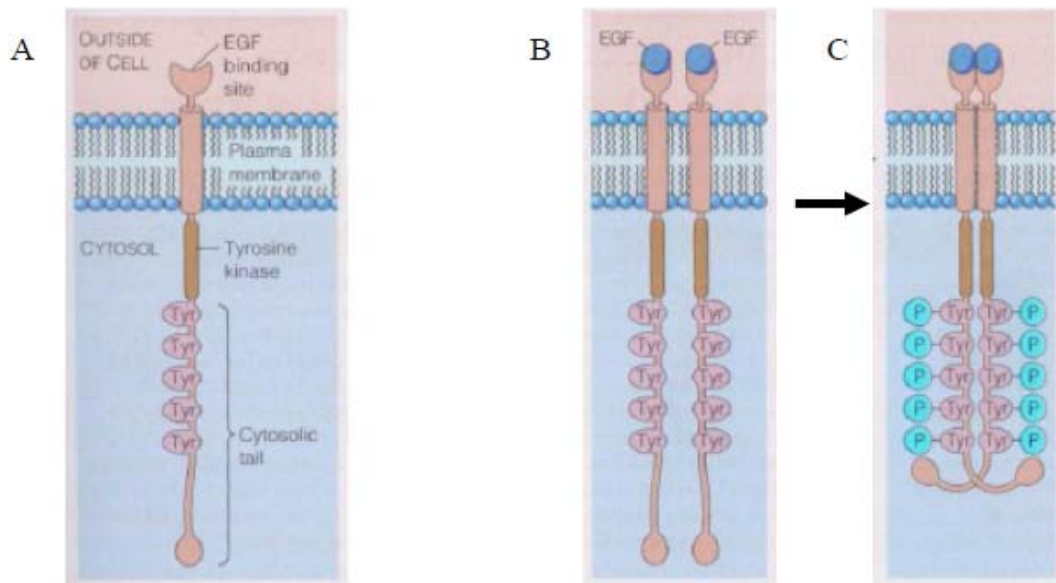 A
OUTSIDE
OF CELL
EGF
binding
site
Plasma
membrane
CYTOSOL
Tyrosine
kinase
Tyr
Tyr
Tyr
Tyr
Tyr
Cytosolic
tail
B
EGF
EGF
Tyr
Tyr
Tyr
Tyr
Tyr
Tyr
Tyr
Tyr
Tyr
Tyr
C
P Tyr Tyr P
P Tyr Tyr P
P Tyr Tyr P
P Tyr Tyr P
P Tyr Tyr P